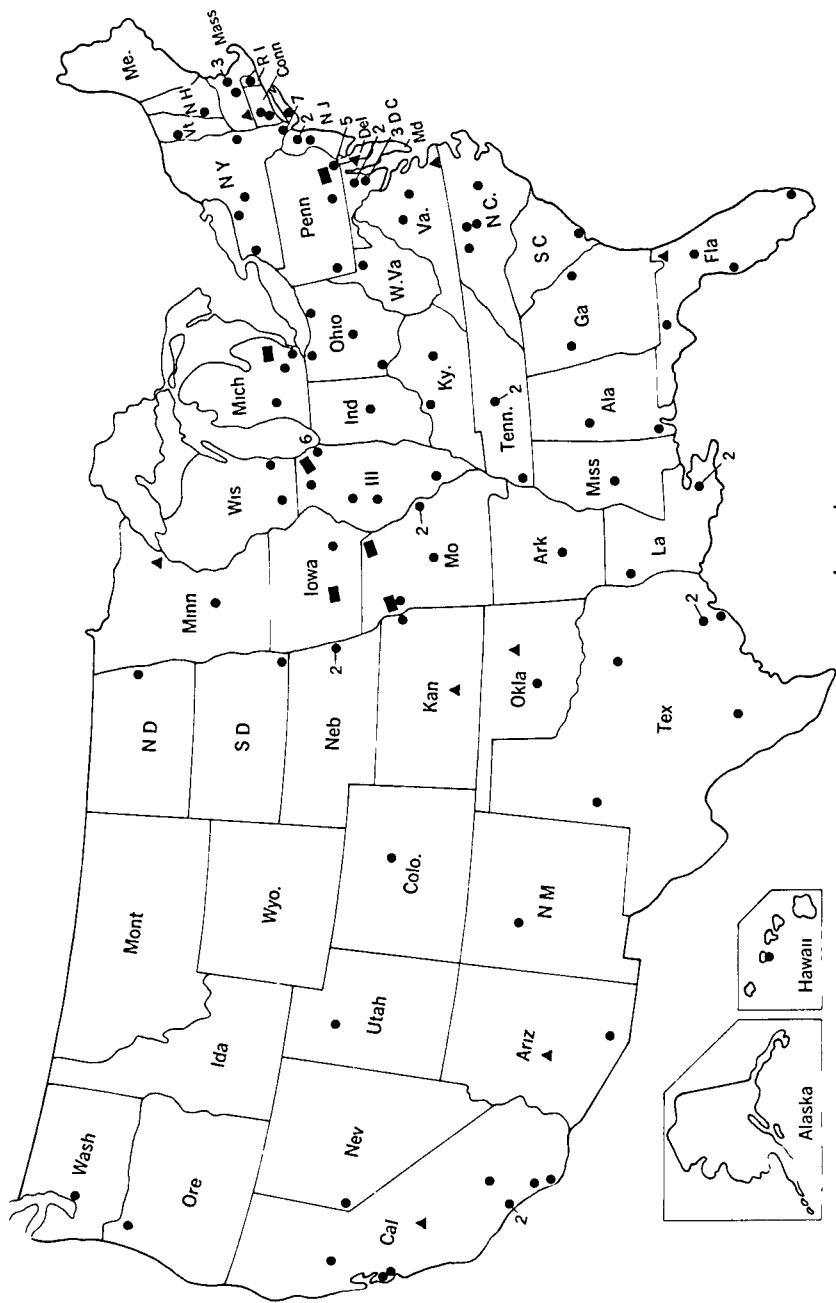 Wash
Ore
Cal
2
Nev
Ida
Mont
Wyo.
Utah
Colo.
Arız
N M
N D
S D
Neb
2
Kan
Okla
Tex
2
Minn
Iowa
Mo
2
Ark
La
2
Wis
Ill
6
Mich
Ind
Ohio
Ky.
Tenn.
2
Miss
Ala
Ga
Fla
S C
N C.
Va.
W.Va
Penn
N Y
Vt
N H
Me.
3
Mass
R I
Conn
7
2
N J
5
Del
2
3 D C
Md
Alaska
Hawaii